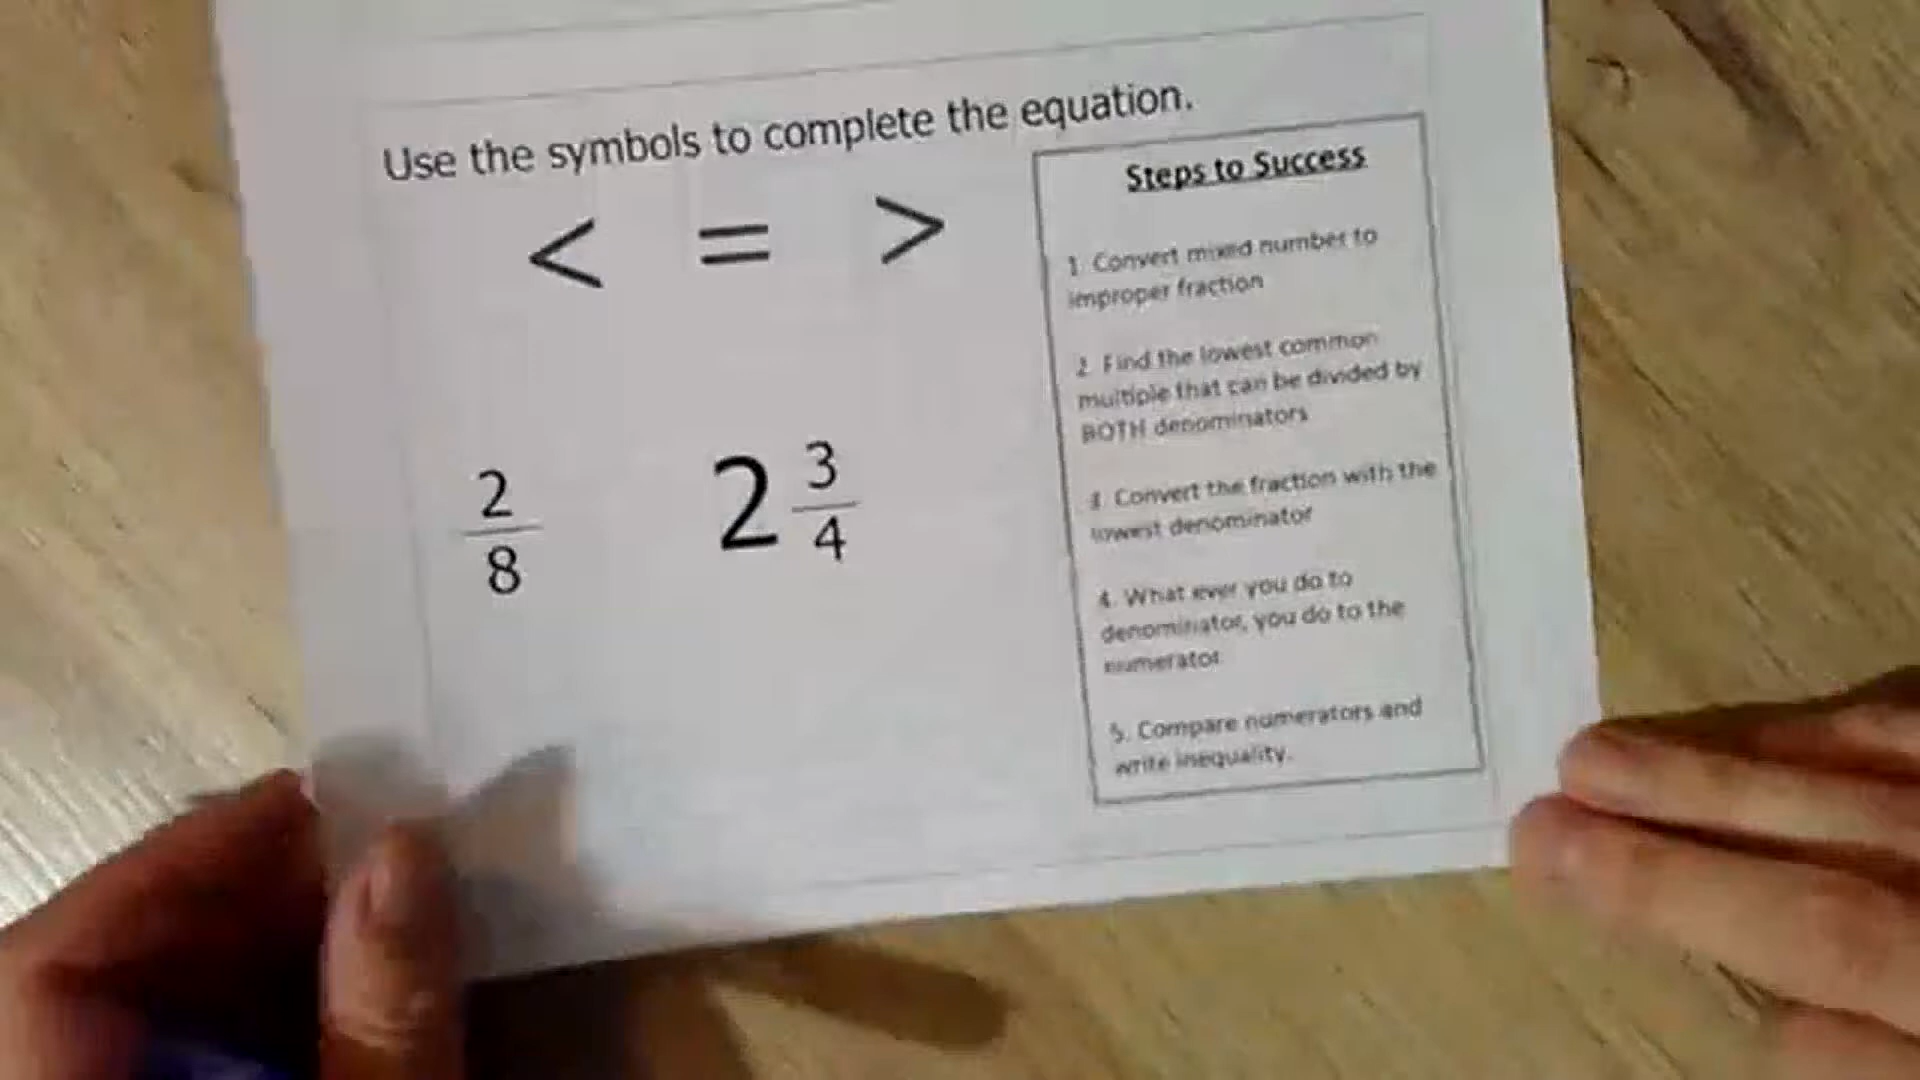 Use the symbols to complete the equation.
< = >
2
8
2 3
4
Steps to Success
1. Convert mixed number to
improper fraction
2. Find the lowest common
multiple that can be divided by
BOTH denominators
3. Convert the fraction with the
lowest denominator
4. What ever you do to
denominator, you do to the
numerator
5. Compare numerators and
write inequality.